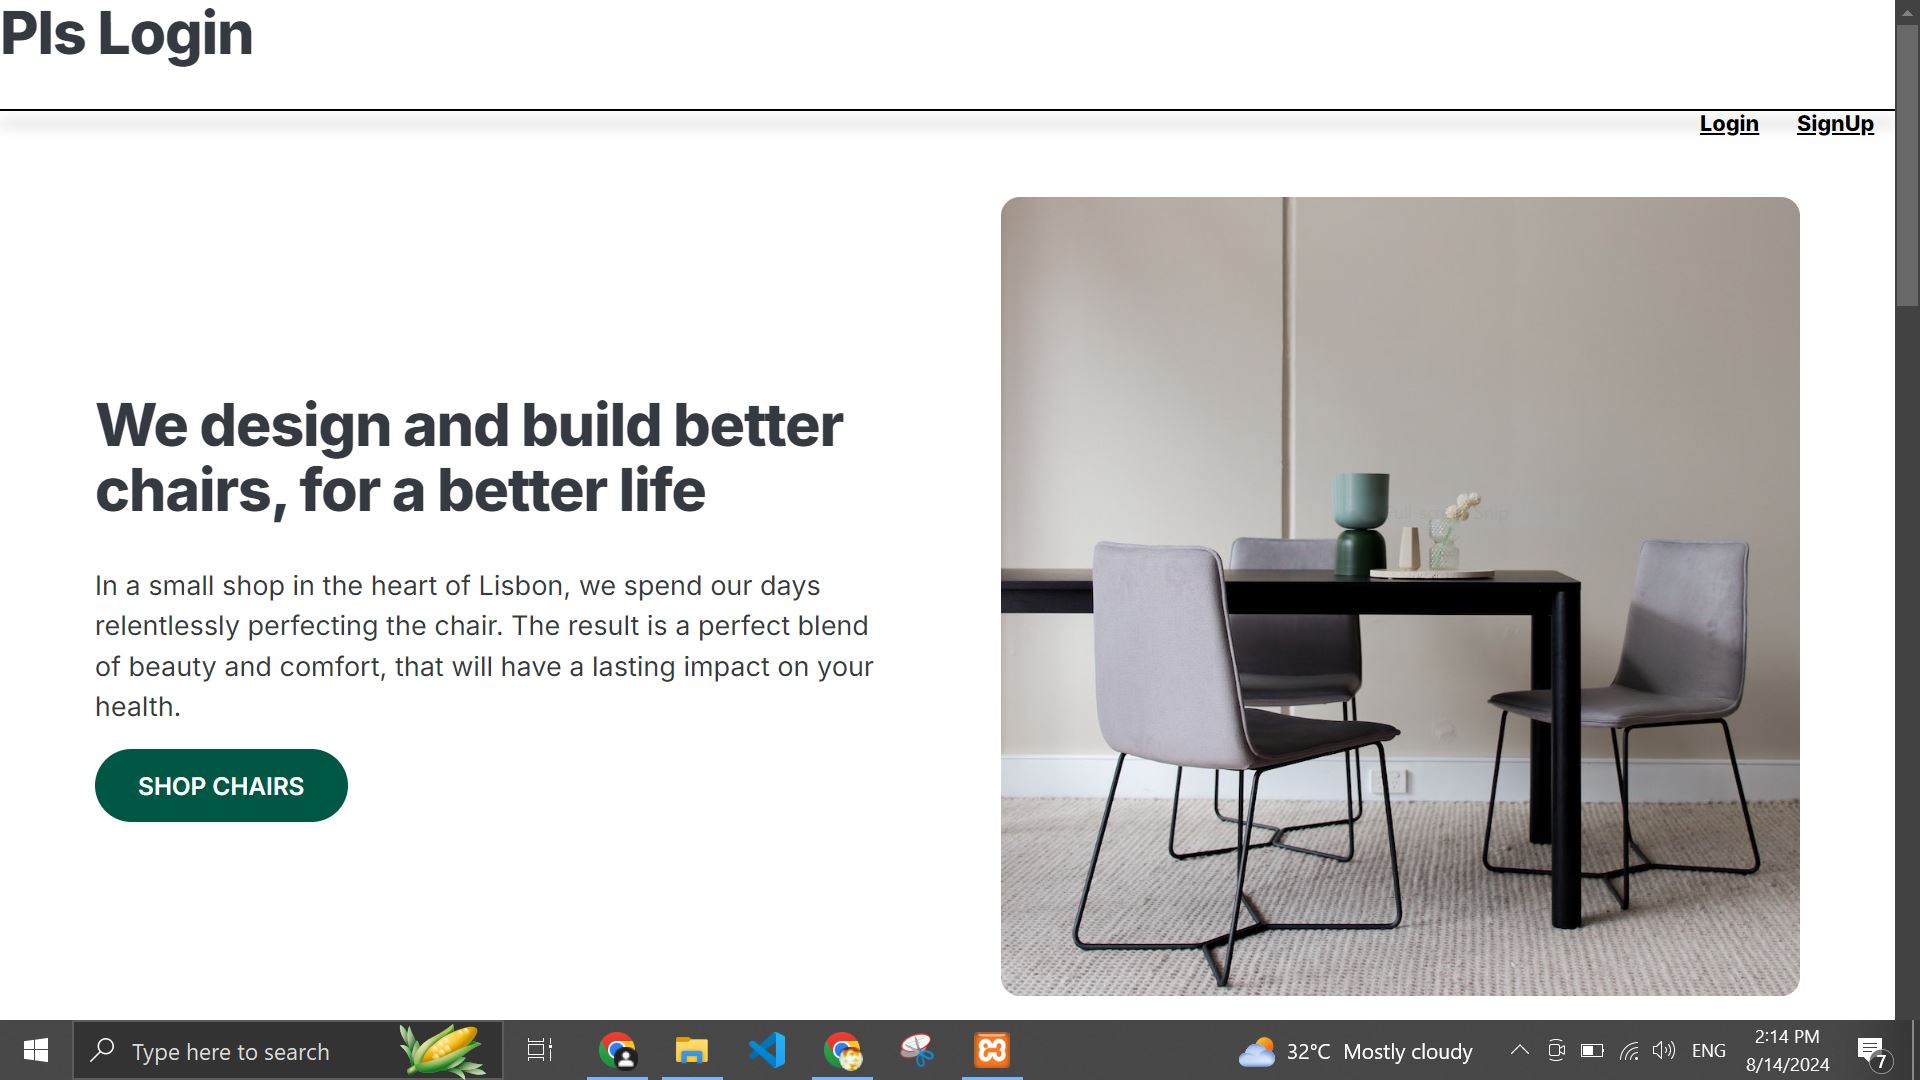 Pls Login
Login SignUp
We design and build better
chairs, for a better life
In a small shop in the heart of Lisbon, we spend our days
relentlessly perfecting the chair. The result is a perfect blend
of beauty and comfort, that will have a lasting impact on your
health.
SHOP CHAIRS
Type here to search
32°C Mostly cloudy
ENG
2:14 PM
8/14/2024
7